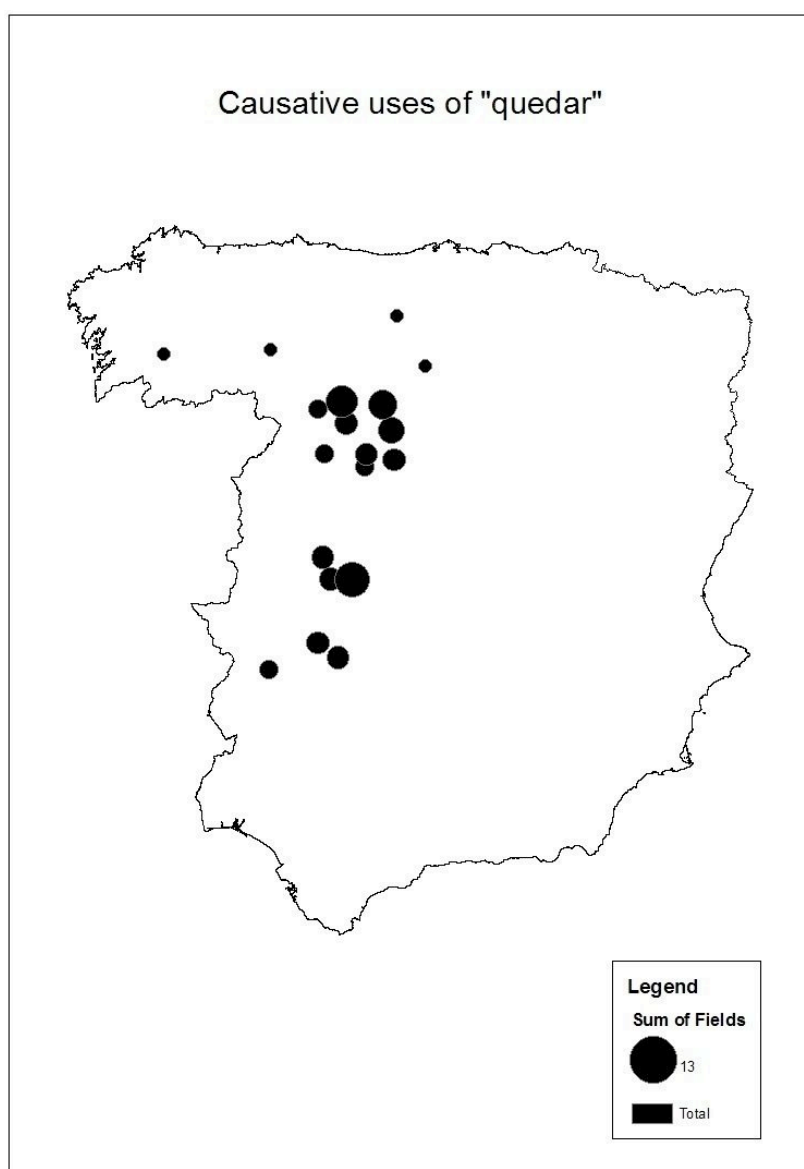 Causative uses of "quedar"
Legend
Sum of Fields
13
Total